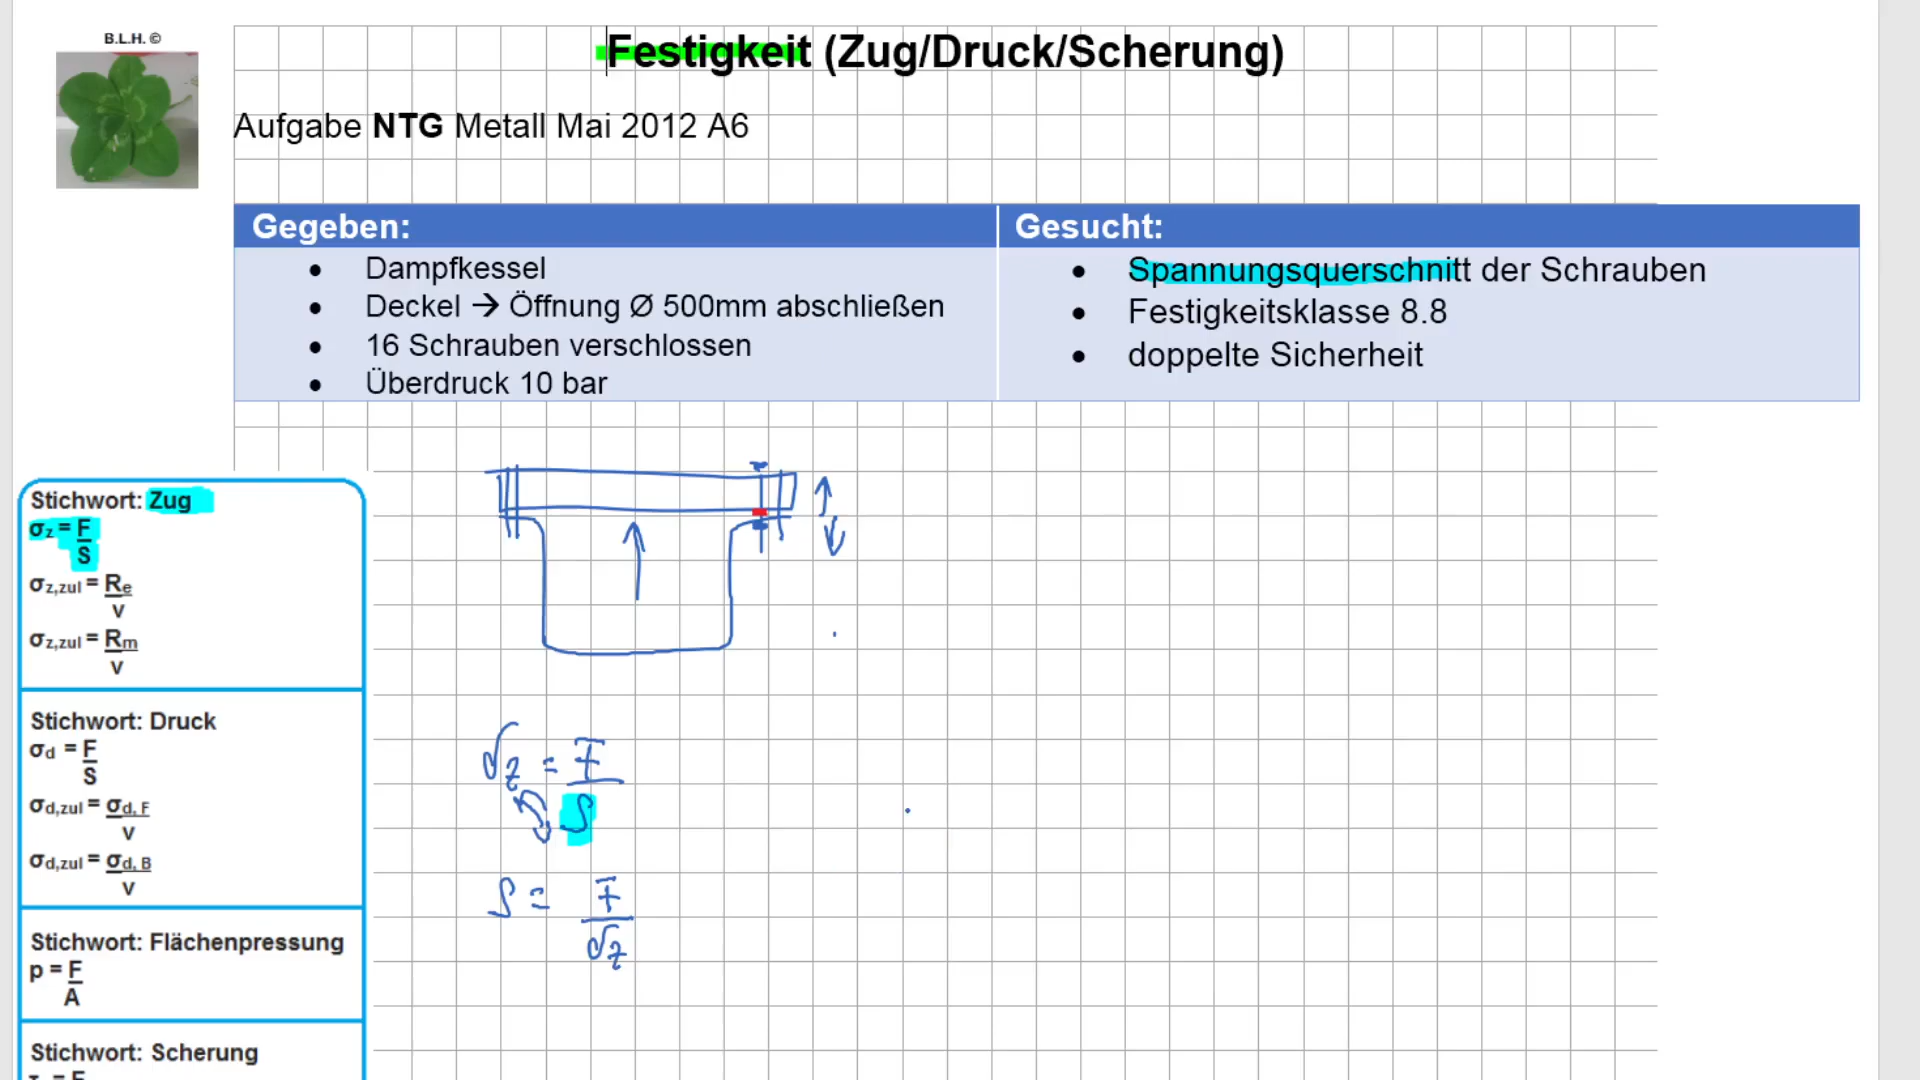 B.L.H. ©
Festigkeit (Zug/Druck/Scherung)
Aufgabe NTG Metall Mai 2012 A6
Gegeben:
• Dampfkessel
• Deckel → Öffnung Ø 500mm abschließen
• 16 Schrauben verschlossen
• Überdruck 10 bar
Gesucht:
• Spannungsquerschnitt der Schrauben
• Festigkeitsklasse 8.8
• doppelte Sicherheit
Stichwort: Zug
σz = F
S
σz,zul = Re
v
σz,zul = Rm
v
Stichwort: Druck
σd = F
S
σd,zul = σd, F
v
σd,zul = σd, B
v
Stichwort: Flächenpressung
p = F
A
Stichwort: Scherung
σz = F
S
S = F
σz